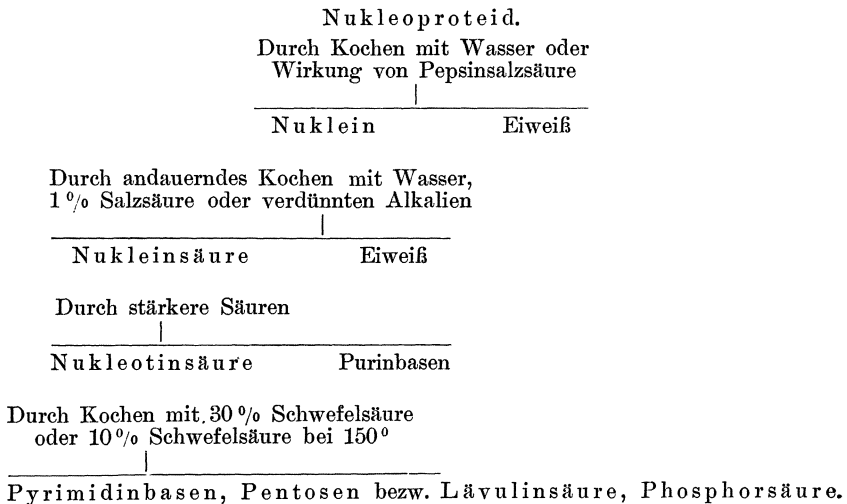 Nukleoproteid.
Durch Kochen mit Wasser oder
Wirkung von Pepsinsalzsäure
Nuklein Eiweiß
Durch andauerndes Kochen mit Wasser,
1 % Salzsäure oder verdünnten Alkalien
Nukleinsäure Eiweiß
Durch stärkere Säuren
Nukleotinsäure Purinbasen
Durch Kochen mit 30 % Schwefelsäure
oder 10 % Schwefelsäure bei 150⁰
Pyrimidinbasen, Pentosen bezw. Lävulinsäure, Phosphorsäure.